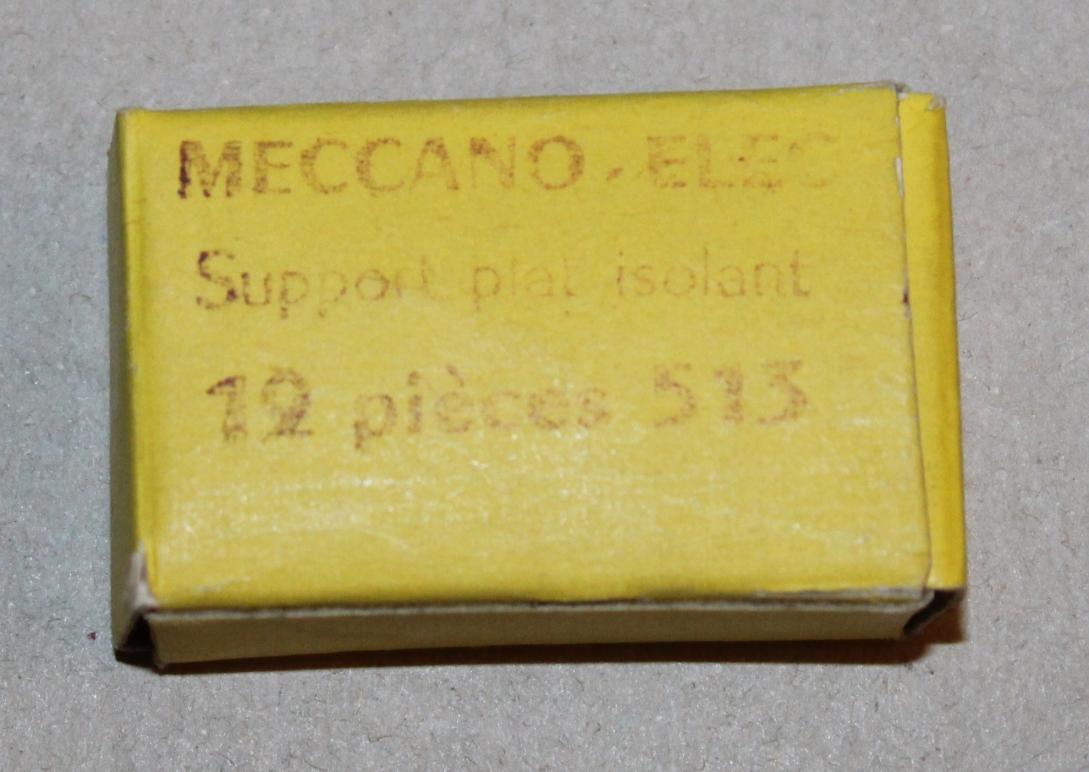 MECCANO-ELEC
Support plat isolant
12 pièces 513